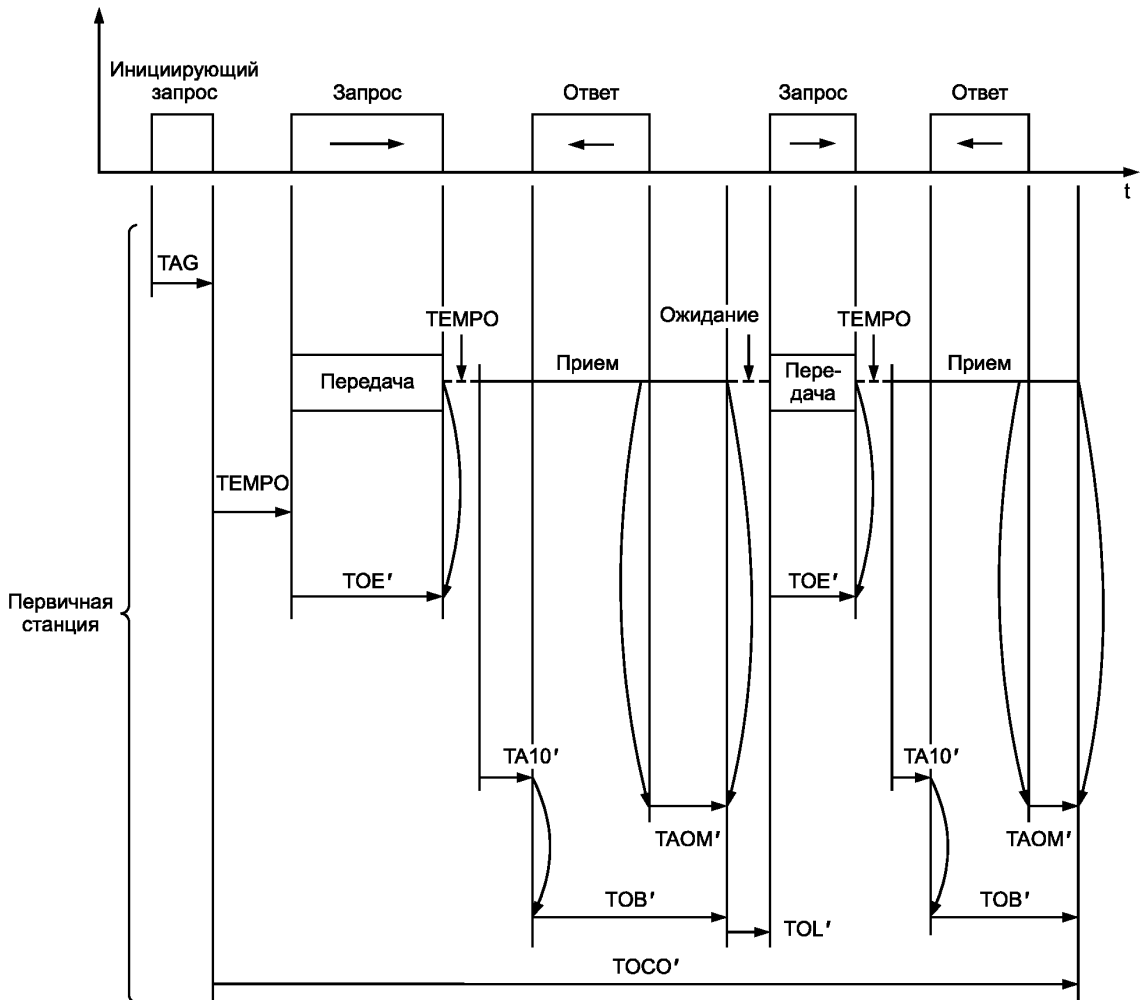 Инициирующий
запрос
Запрос
Ответ
Запрос
Ответ
t
TAG
TEMPO
Ожидание
TEMPO
Передача
Прием
Пере-
дача
Прием
TEMPO
TOE′
TOE′
Первичная
станция
TA10′
TA10′
TAOM′
TAOM′
TOB′
TOB′
TOL′
TOCO′